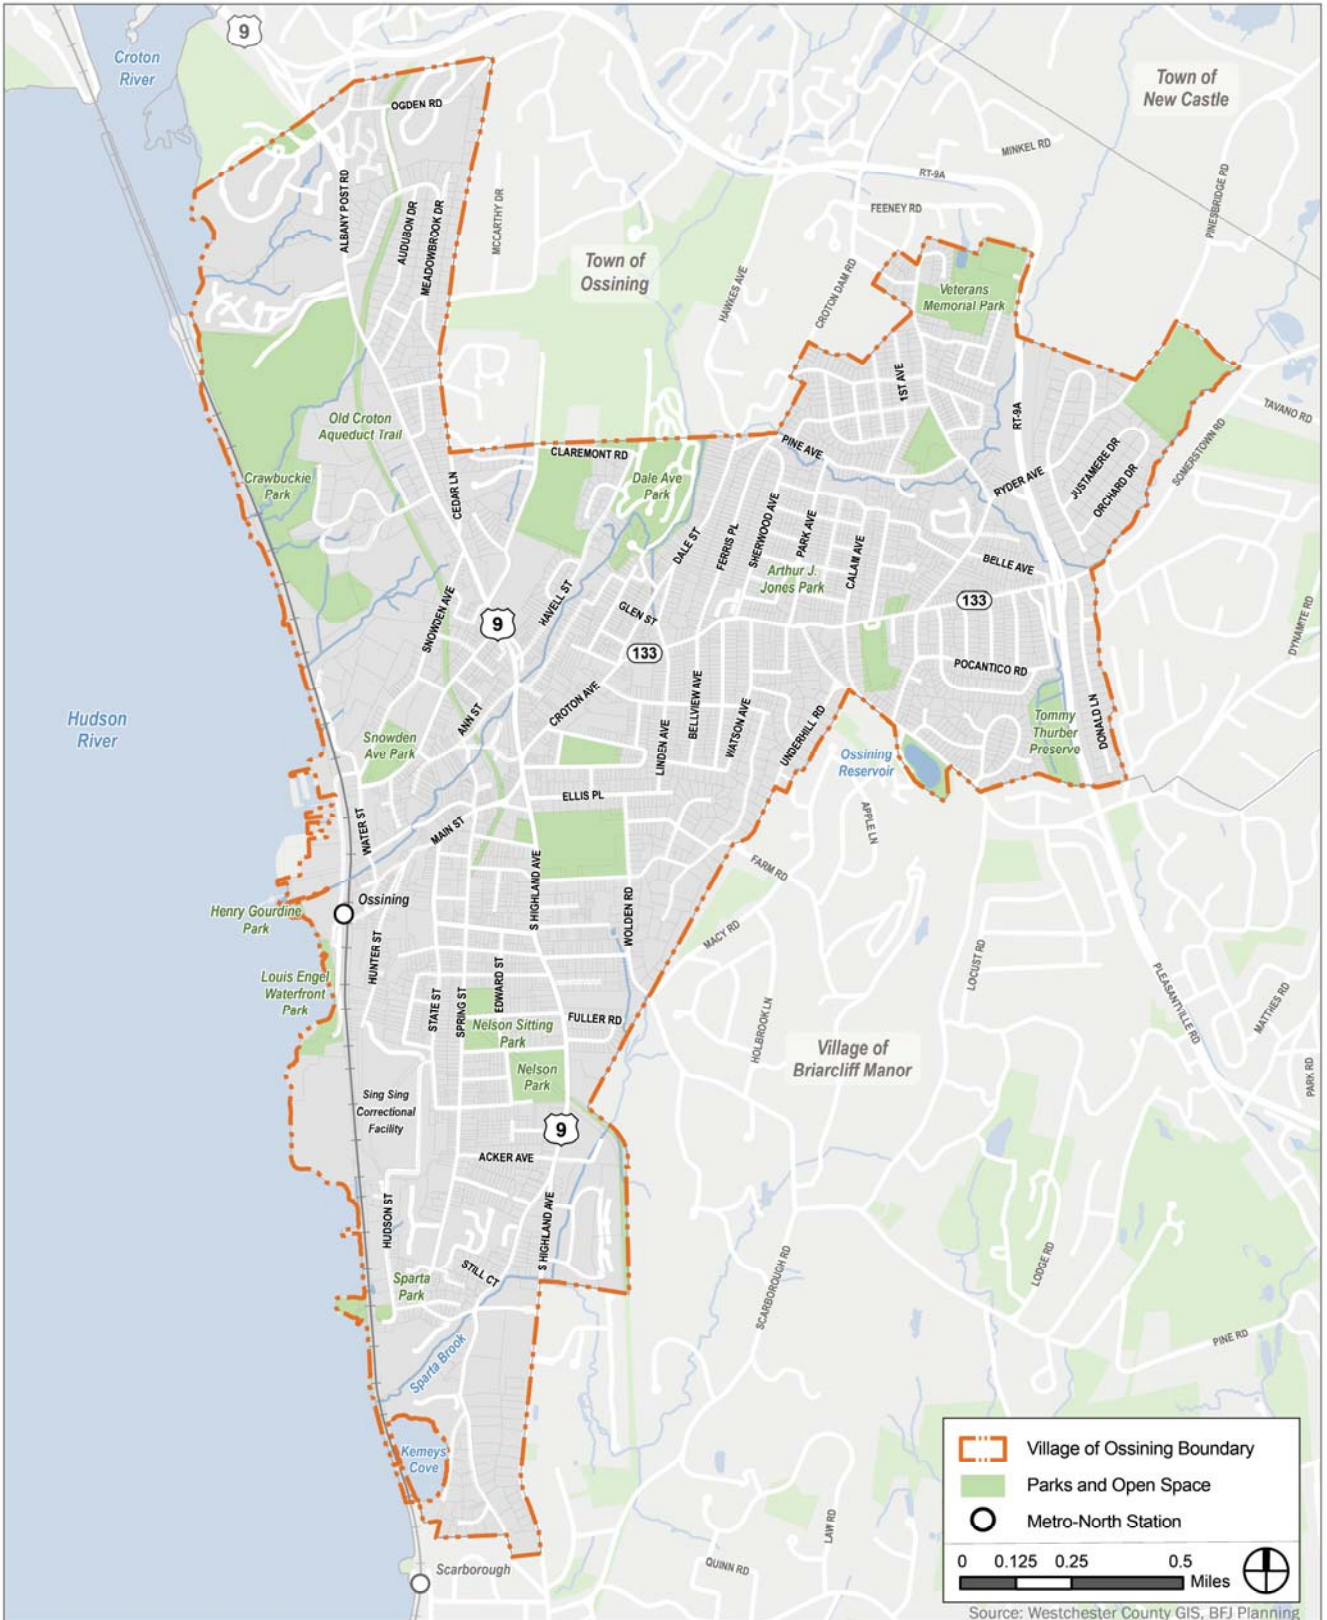 9
Croton
River
Town of
New Castle
OGDEN RD
MINKEL RD
RT-9A
ALBANY POST RD
AUDUBON DR
MEADOWBROOK DR
MCCARTHY DR
FEENEY RD
PINESBRIDGE RD
Town of
Ossining
HAWKES AVE
CROTON DAM RD
Veterans
Memorial Park
1ST AVE
RT-9A
TAVANO RD
Old Croton
Aqueduct Trail
PINE AVE
CLAREMONT RD
SOMERSTOWN RD
Crawbuckie
Park
CEDAR LN
Dale Ave
Park
RYDER AVE
JUSTAMERE DR
ORCHARD DR
DALE ST
FERRIS PL
SHERWOOD AVE
PARK AVE
CALAM AVE
Arthur J.
Jones Park
BELLE AVE
SNOWDEN AVE
9
HAVELL ST
GLEN ST
133
133
DYNAMITE RD
POCANTICO RD
Hudson
River
ANN ST
CROTON AVE
LINDEN AVE
BELLVIEW AVE
WATSON AVE
UNDERHILL RD
Tommy
Thurber
Preserve
DONALD LN
Snowden
Ave Park
Ossining
Reservoir
ELLIS PL
WATER ST
MAIN ST
APPLE LN
S HIGHLAND AVE
FARM RD
Ossining
Henry Gourdine
Park
WOLDEN RD
MACY RD
HUNTER ST
LOCUST RD
Louis Engel
Waterfront
Park
STATE ST
SPRING ST
EDWARD ST
PLEASANTVILLE RD
Nelson Sitting
Park
FULLER RD
HOLBROOK LN
MATTHES RD
Village of
Briarcliff Manor
Nelson
Park
PARK RD
Sing Sing
Correctional
Facility
9
ACKER AVE
HUDSON ST
S HIGHLAND AVE
STILL CT
SCARBOROUGH RD
LODGE RD
Sparta
Park
PINE RD
Sparta Brook
Kemeys
Cove
LAW RD
QUINN RD
Scarborough
Village of Ossining Boundary
Parks and Open Space
Metro-North Station
0 0.125 0.25 0.5
Miles
Source: Westchester County GIS, BFJ Planning